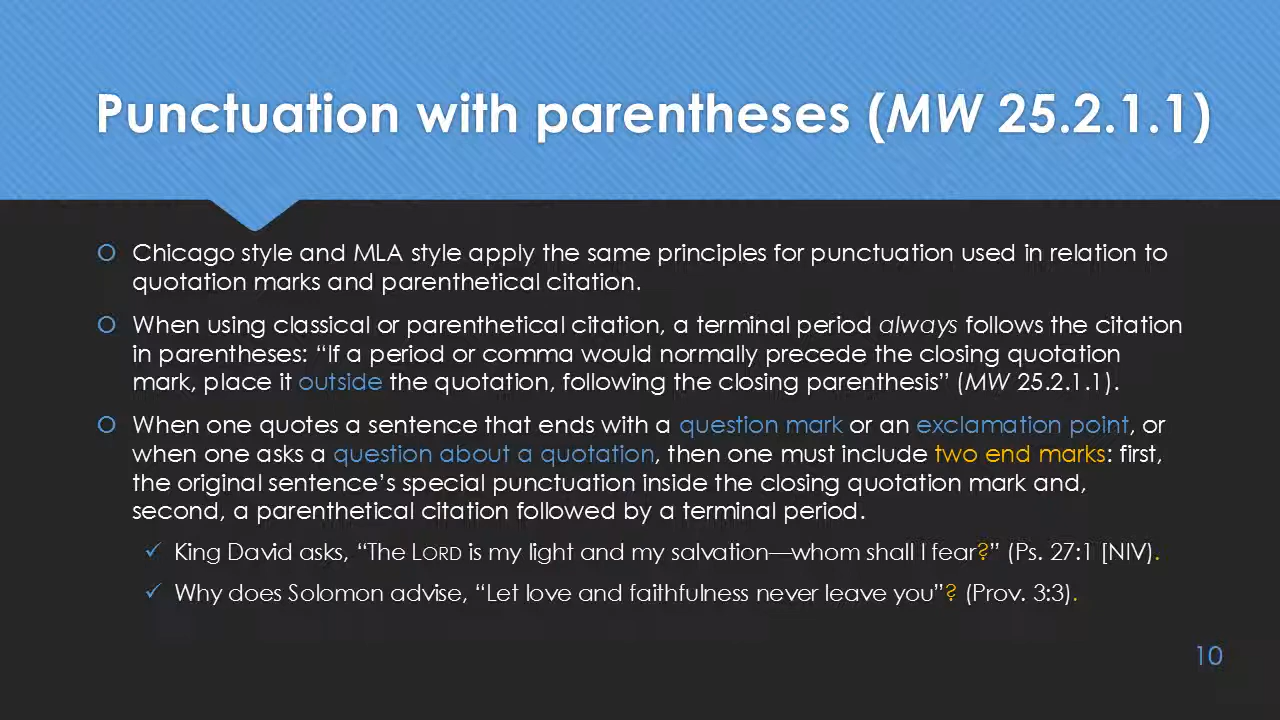 Punctuation with parentheses (MW 25.2.1.1)
Chicago style and MLA style apply the same principles for punctuation used in relation to
quotation marks and parenthetical citation.
When using classical or parenthetical citation, a terminal period always follows the citation
in parentheses: “If a period or comma would normally precede the closing quotation
mark, place it outside the quotation, following the closing parenthesis” (MW 25.2.1.1).
When one quotes a sentence that ends with a question mark or an exclamation point, or
when one asks a question about a quotation, then one must include two end marks: first,
the original sentence’s special punctuation inside the closing quotation mark and,
second, a parenthetical citation followed by a terminal period.
✓ King David asks, “The LORD is my light and my salvation—whom shall I fear?” (Ps. 27:1 [NIV).
✓ Why does Solomon advise, “Let love and faithfulness never leave you”? (Prov. 3:3).
10